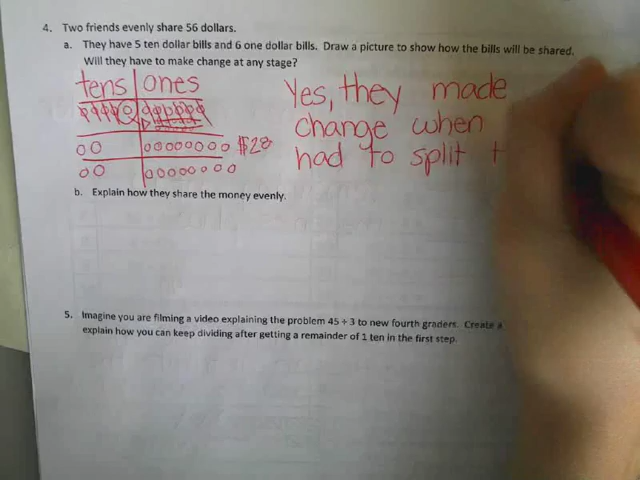 4. Two friends evenly share 56 dollars.
a. They have 5 ten dollar bills and 6 one dollar bills. Draw a picture to show how the bills will be shared.
Will they have to make change at any stage?
tens ones
Yes, they made
change when
$28
had to split t
b. Explain how they share the money evenly.
5. Imagine you are filming a video explaining the problem 45 ÷ 3 to new fourth graders. Create a
explain how you can keep dividing after getting a remainder of 1 ten in the first step.